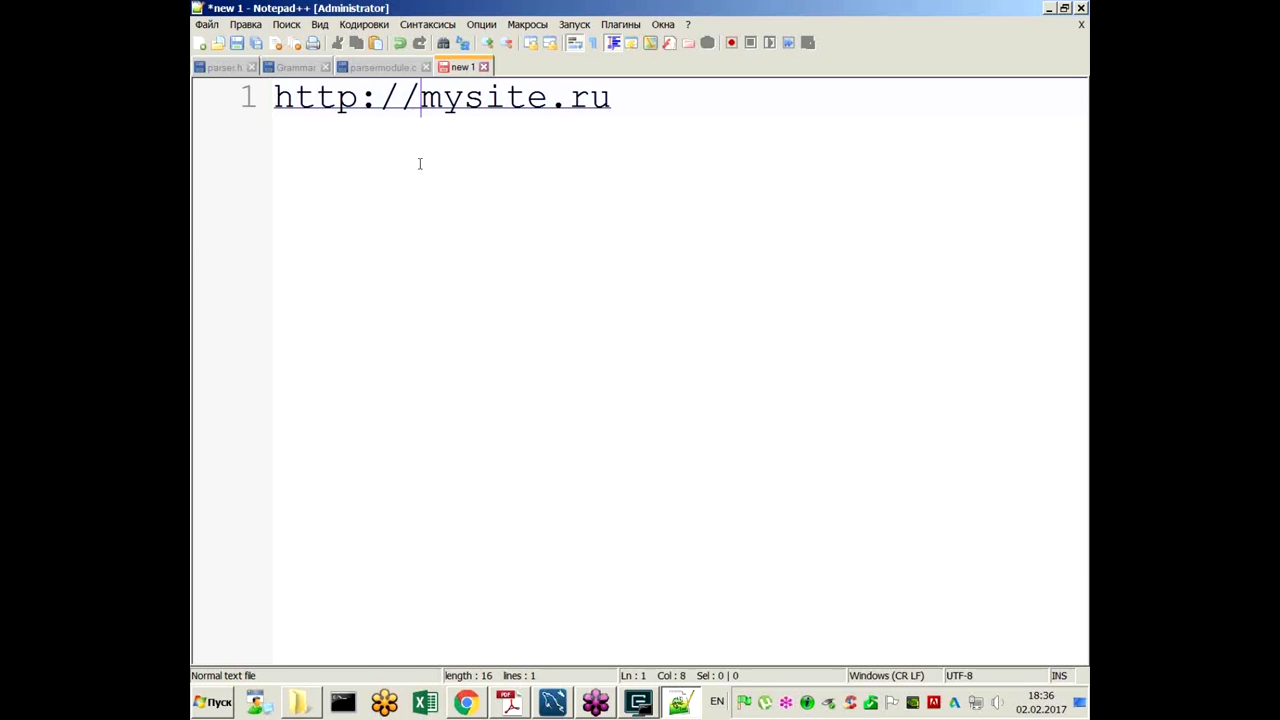 *new 1 - Notepad++ [Administrator]
Файл Правка Поиск Вид Кодировки Синтаксисы Опции Макросы Запуск Плагины Окна ? X
parser.h Grammar parsermodule.c new 1
1 http://mysite.ru
Normal text file length : 16 lines : 1 Ln : 1 Col : 8 Sel : 0 | 0 Windows (CR LF) UTF-8 INS
Пуск EN 18:36
02.02.2017